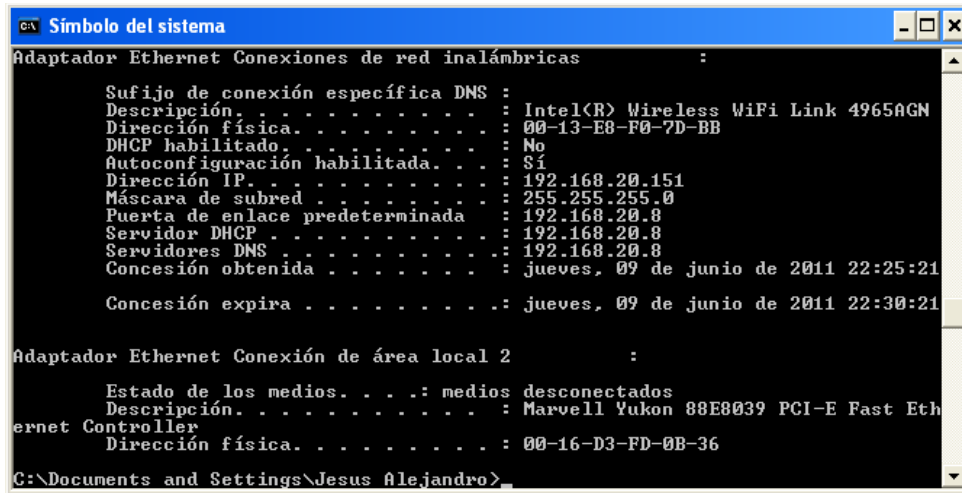 Símbolo del sistema
Adaptador Ethernet Conexiones de red inalámbricas :
Sufijo de conexión específica DNS :
Descripción. . . . . . . . . . . : Intel(R) Wireless WiFi Link 4965AGN
Dirección física. . . . . . . . . : 00-13-E8-F0-7D-BB
DHCP habilitado. . . . . . . . . : No
Autoconfiguración habilitada. . . : Sí
Dirección IP. . . . . . . . . . . : 192.168.20.151
Máscara de subred . . . . . . . . : 255.255.255.0
Puerta de enlace predeterminada : 192.168.20.8
Servidor DHCP . . . . . . . . . . : 192.168.20.8
Servidores DNS . . . . . . . . . .: 192.168.20.8
Concesión obtenida . . . . . . . : jueves, 09 de junio de 2011 22:25:21
Concesión expira . . . . . . . . .: jueves, 09 de junio de 2011 22:30:21
Adaptador Ethernet Conexión de área local 2 :
Estado de los medios. . . .: medios desconectados
Descripción. . . . . . . . . . . : Marvell Yukon 88E8039 PCI-E Fast Eth
ernet Controller
Dirección física. . . . . . . . . : 00-16-D3-FD-0B-36
C:\Documents and Settings\Jesus Alejandro>_